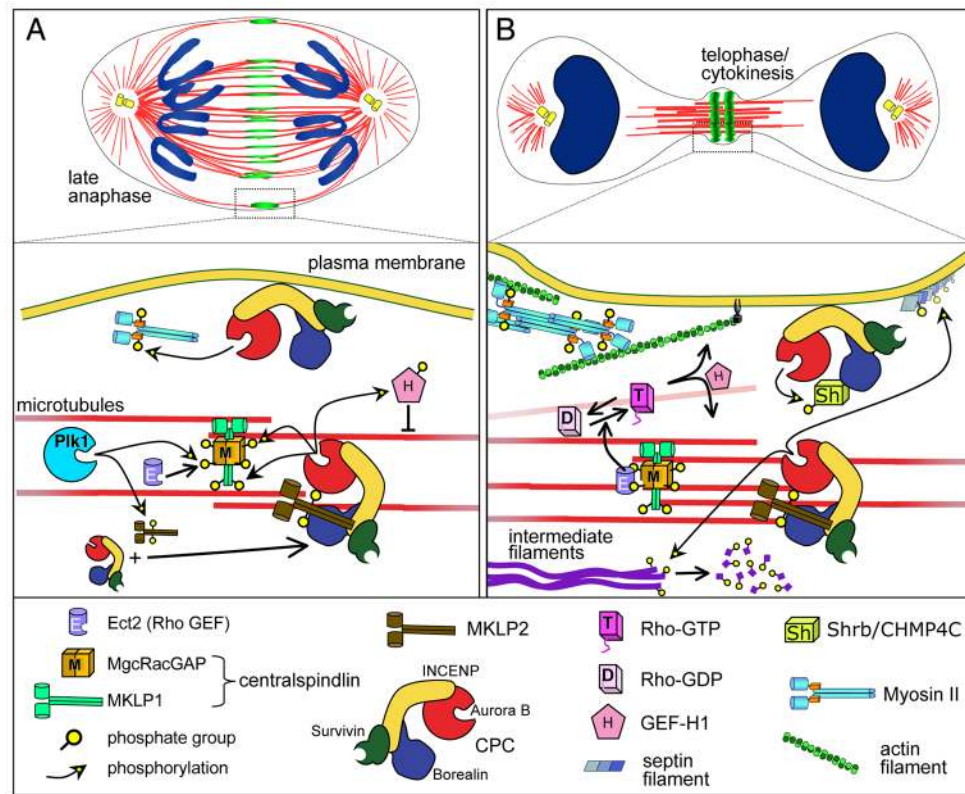 A
late
anaphase
plasma membrane
H
microtubules
Plk1
M
E
+
B
telophase/
cytokinesis
H
T
D
Sh
E
M
intermediate
filaments
E
Ect2 (Rho GEF)
M
MgcRacGAP
MKLP1
centralspindlin
phosphate group
phosphorylation
MKLP2
INCENP
Aurora B
Survivin
CPC
Borealin
T
Rho-GTP
D
Rho-GDP
H
GEF-H1
septin
filament
Sh
Shrb/CHMP4C
Myosin II
actin
filament